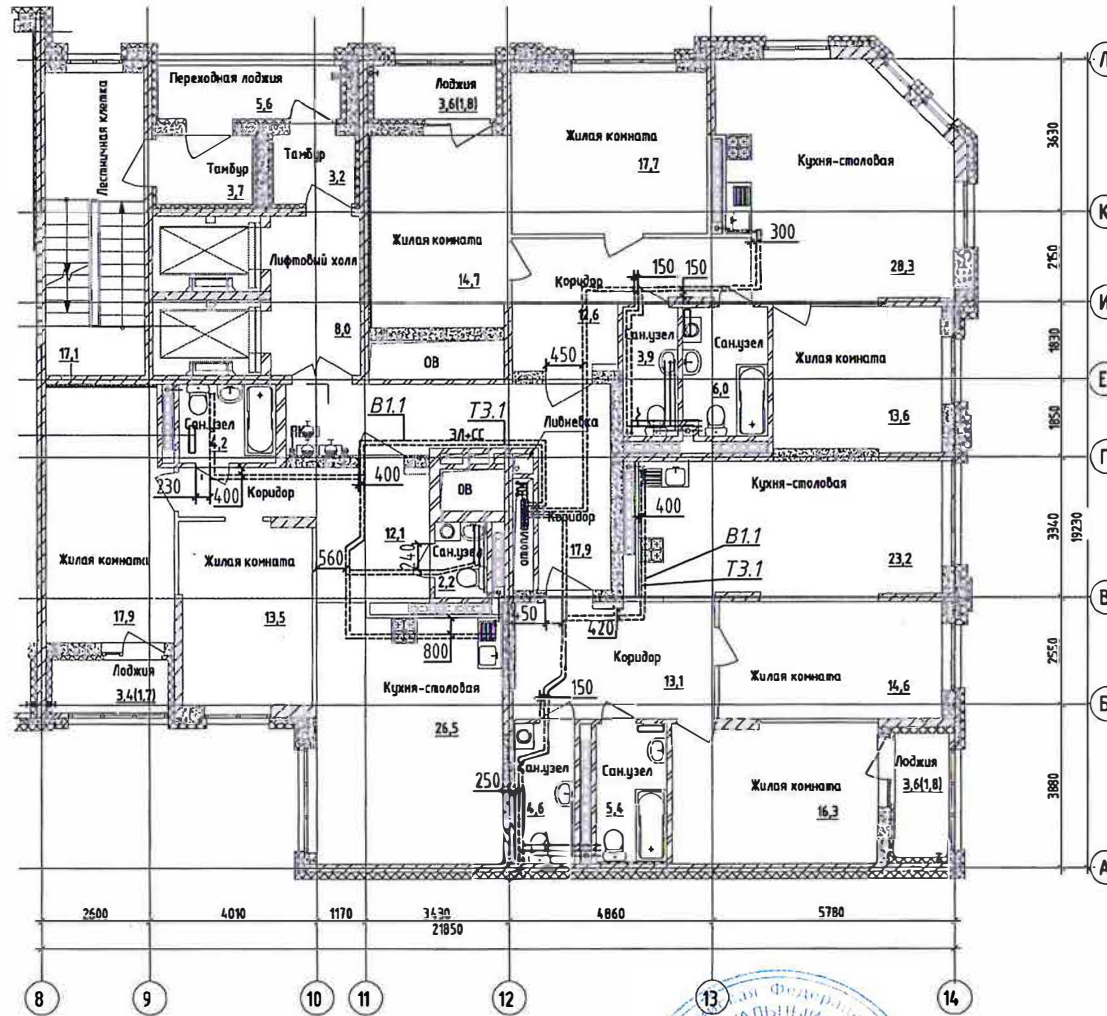 Л
К
И
Е
Г
В
Б
А
Переходная лоджия
5,6
Лоджия
3,6(1,8)
Лестничная клетка
Тамбур
3,7
Тамбур
3,2
Жилая комната
17,7
Кухня-столовая
28,3
Жилая комната
14,7
Лифтовый холл
8,0
17,1
300
150
150
Коридор
12,6
ОВ
450
Сан.узел
3,9
Сан.узел
6,0
Жилая комната
13,6
Сан.узел
4,2
ПК
В1.1
Т3.1
ЭЛ+СС
Ливневка
230
400
Коридор
400
ОВ
Коридор
17,9
отопление
400
Кухня-столовая
23,2
В1.1
Т3.1
12,1
240
Сан.узел
2,2
560
Жилая комната
17,9
Жилая комната
13,5
450
420
800
Лоджия
3,4(1,7)
Кухня-столовая
26,5
Коридор
13,1
150
Жилая комната
14,6
250
Сан.узел
4,6
Сан.узел
5,4
Жилая комната
16,3
Лоджия
3,6(1,8)
3630
2150
1830
1850
3340
2550
3880
19230
2600
4010
1170
3430
4860
5780
21850
8
9
10
11
12
13
14